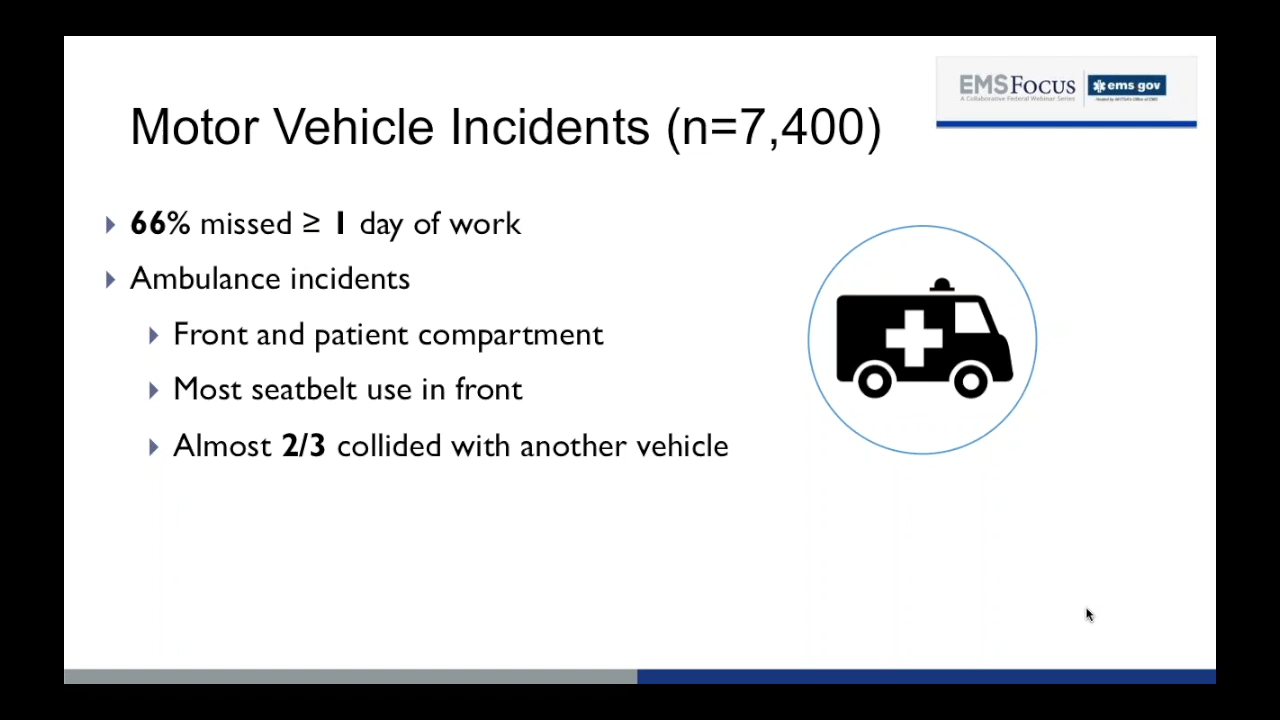 EMSFocus
A Collaborative Federal Webinar Series
ems gov
Motor Vehicle Incidents (n=7,400)
66% missed ≥ 1 day of work
Ambulance incidents
Front and patient compartment
Most seatbelt use in front
Almost 2/3 collided with another vehicle